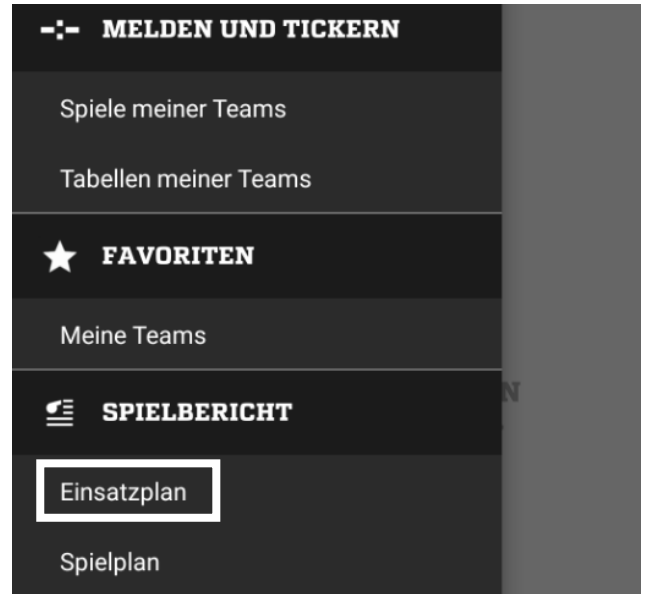 MELDEN UND TICKERN
Spiele meiner Teams
Tabellen meiner Teams
FAVORITEN
Meine Teams
SPIELBERICHT
N
Einsatzplan
Spielplan